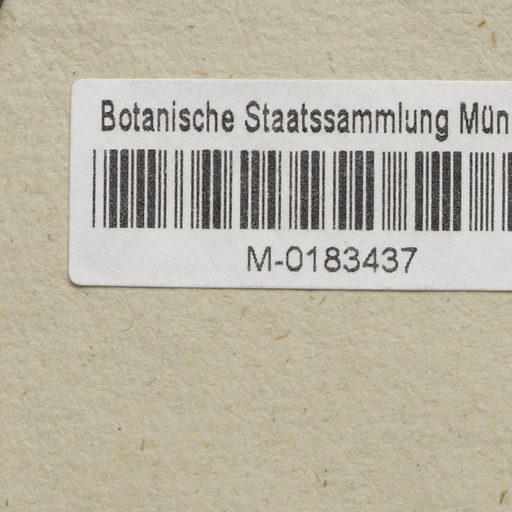 Botanische Staatssammlung Mün
M-0183437